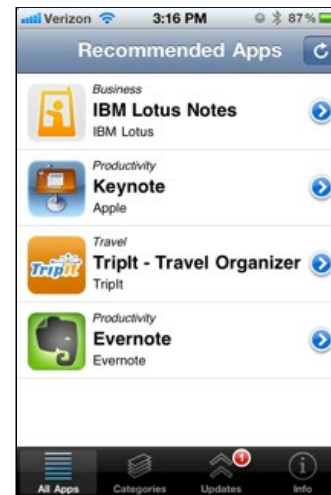 Verizon 3:16 PM 87%
Recommended Apps
Business
IBM Lotus Notes
IBM Lotus
Productivity
Keynote
Apple
Travel
TripIt
TripIt - Travel Organizer
TripIt
Productivity
Evernote
Evernote
1
All Apps Categories Updates Info